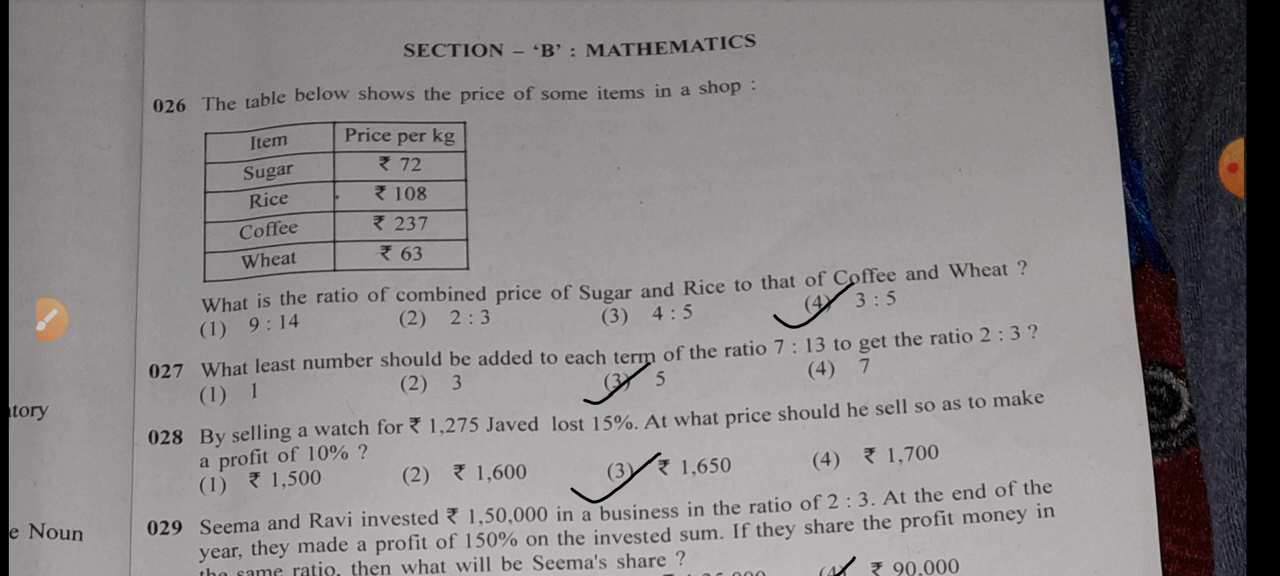 SECTION – ‘B’ : MATHEMATICS
026 The table below shows the price of some items in a shop :
Item Price per kg
Sugar ₹ 72
Rice ₹ 108
Coffee ₹ 237
Wheat ₹ 63
What is the ratio of combined price of Sugar and Rice to that of Coffee and Wheat ?
(1) 9 : 14 (2) 2 : 3 (3) 4 : 5 (4) 3 : 5
027 What least number should be added to each term of the ratio 7 : 13 to get the ratio 2 : 3 ?
(1) 1 (2) 3 (3) 5 (4) 7
tory
028 By selling a watch for ₹ 1,275 Javed lost 15%. At what price should he sell so as to make
a profit of 10% ?
(1) ₹ 1,500 (2) ₹ 1,600 (3) ₹ 1,650 (4) ₹ 1,700
e Noun
029 Seema and Ravi invested ₹ 1,50,000 in a business in the ratio of 2 : 3. At the end of the
year, they made a profit of 150% on the invested sum. If they share the profit money in
the same ratio, then what will be Seema's share ?
(4) ₹ 90,000